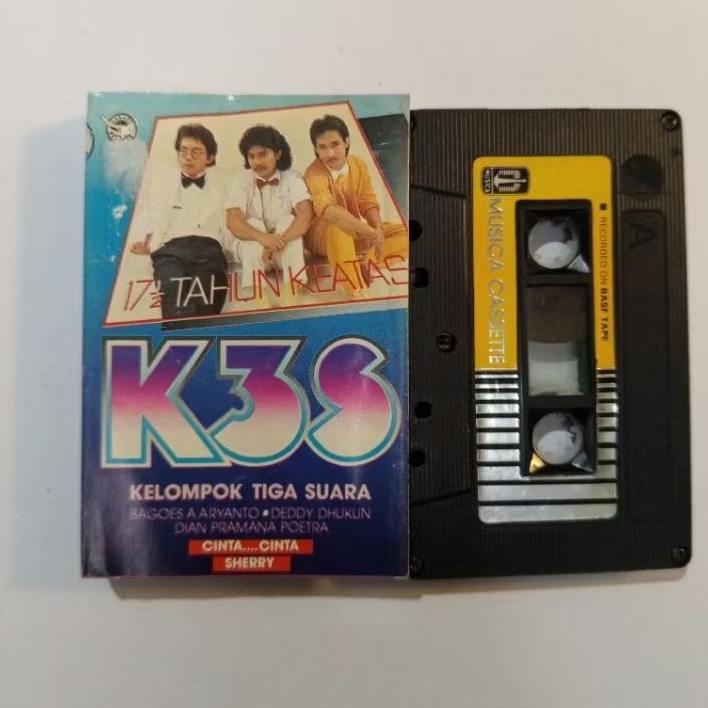 17½ TAHUN KEATAS
K3S
KELOMPOK TIGA SUARA
BAGOES A ARYANTO • DEDDY DHUKUN
DIAN PRAMANA POETRA
CINTA....CINTA
SHERRY
MUSICA
MUSICA CASSETTE
RECORDED ON BASF TAPE
A